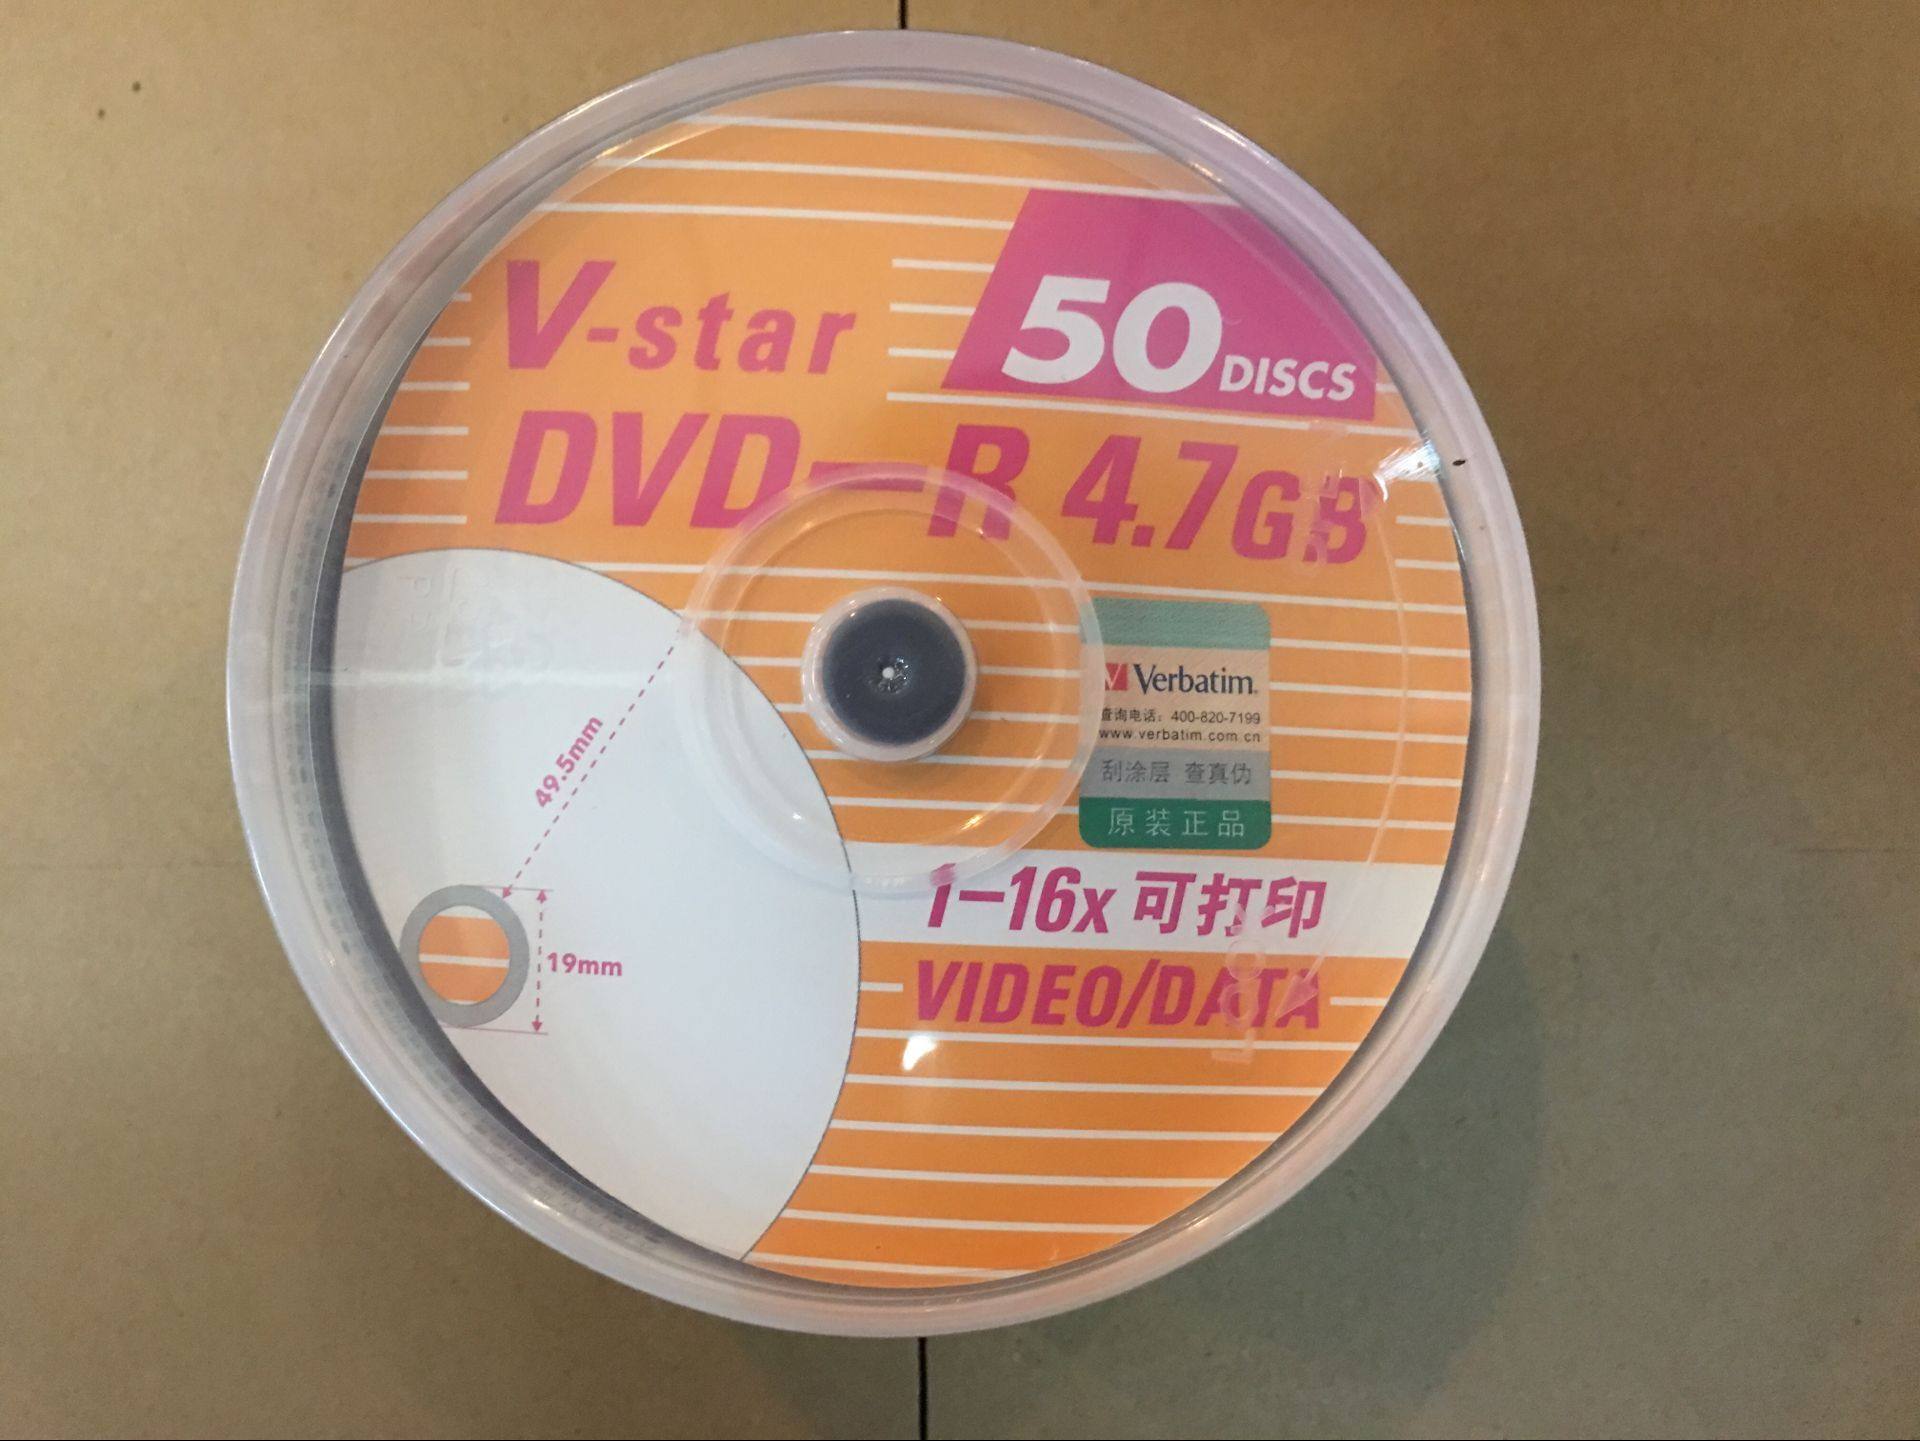 V-star
50 DISCS
DVD-R 4.7GB
Verbatim
查询电话: 400-820-7199
www.verbatim.com.cn
刮涂层 查真伪
原装正品
49.5mm
19mm
1-16x 可打印
VIDEO/DATA